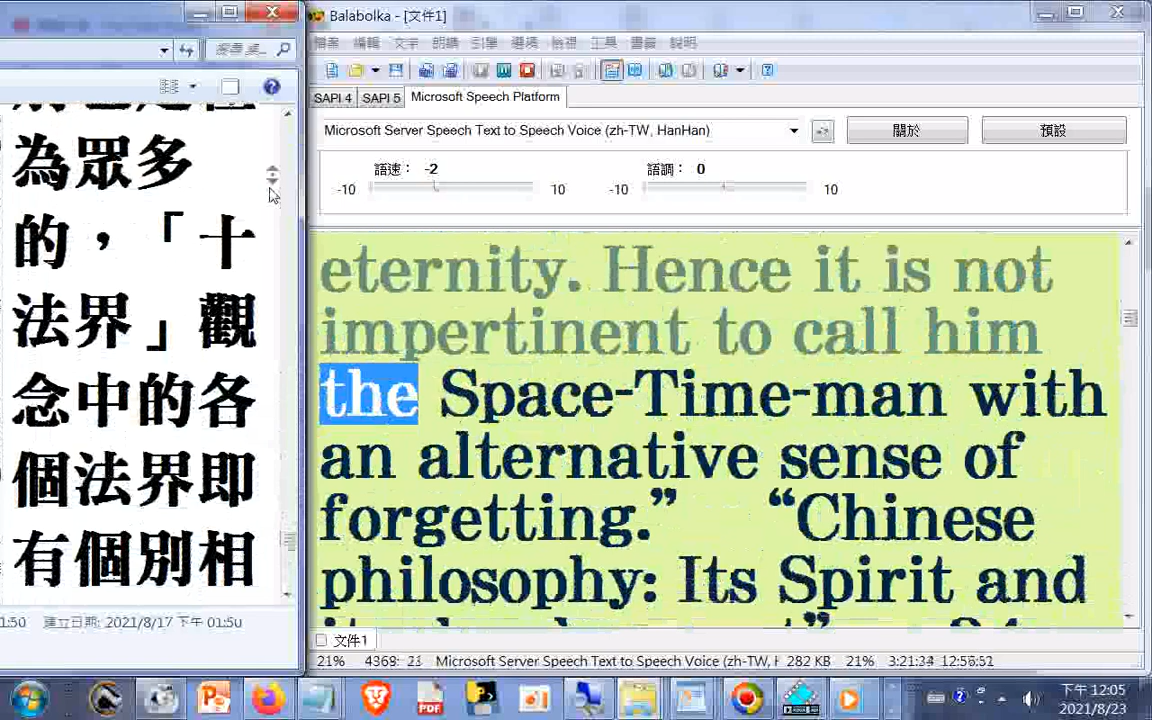 Balabolka - [文件1]
檔案 編輯 文字 朗讀 引擎 選項 檢視 工具 書籤 說明
SAPI 4 SAPI 5 Microsoft Speech Platform
Microsoft Server Speech Text to Speech Voice (zh-TW, HanHan)
關於
預設
語速： -2
語調： 0
-10 10 -10 10
為眾多
的，「十
法界」觀
念中的各
個法界即
有個別相
eternity. Hence it is not
impertinent to call him
the Space-Time-man with
an alternative sense of
forgetting.” “Chinese
philosophy: Its Spirit and
1:50 建立日期: 2021/8/17 下午 01:50
文件1
21% Microsoft Server Speech Text to Speech Voice (zh-TW, H 282 KB 21% 3:21:34
下午 12:05
2021/8/23